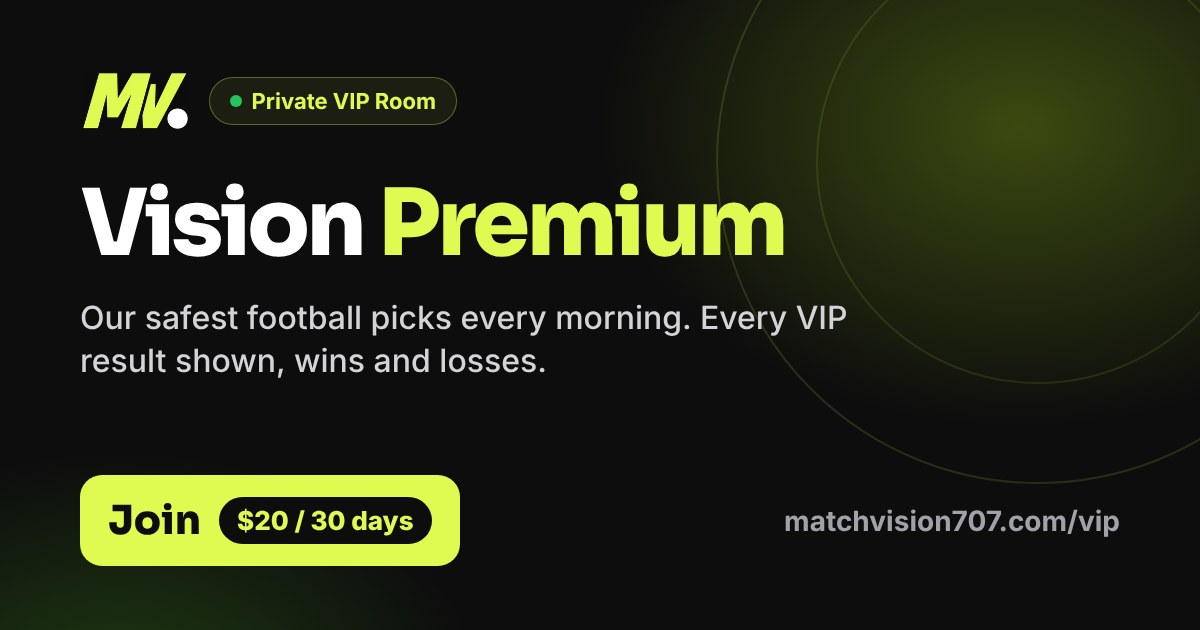 MV.
Private VIP Room
Vision Premium
Our safest football picks every morning. Every VIP
result shown, wins and losses.
Join $20 / 30 days
matchvision707.com/vip